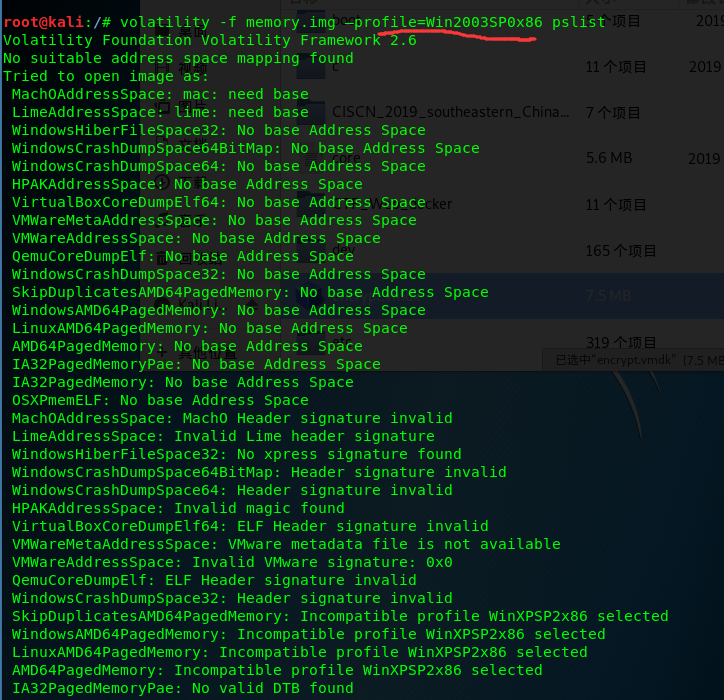 root@kali:/# volatility -f memory.img -profile=Win2003SP0x86 pslist
Volatility Foundation Volatility Framework 2.6
No suitable address space mapping found
Tried to open image as:
MachOAddressSpace: mac: need base
LimeAddressSpace: lime: need base
WindowsHiberFileSpace32: No base Address Space
WindowsCrashDumpSpace64BitMap: No base Address Space
WindowsCrashDumpSpace64: No base Address Space
HPAKAddressSpace: No base Address Space
VirtualBoxCoreDumpElf64: No base Address Space
VMWareMetaAddressSpace: No base Address Space
VMWareAddressSpace: No base Address Space
QemuCoreDumpElf: No base Address Space
WindowsCrashDumpSpace32: No base Address Space
SkipDuplicatesAMD64PagedMemory: No base Address Space
WindowsAMD64PagedMemory: No base Address Space
LinuxAMD64PagedMemory: No base Address Space
AMD64PagedMemory: No base Address Space
IA32PagedMemoryPae: No base Address Space
IA32PagedMemory: No base Address Space
OSXPmemELF: No base Address Space
MachOAddressSpace: MachO Header signature invalid
LimeAddressSpace: Invalid Lime header signature
WindowsHiberFileSpace32: No xpress signature found
WindowsCrashDumpSpace64BitMap: Header signature invalid
WindowsCrashDumpSpace64: Header signature invalid
HPAKAddressSpace: Invalid magic found
VirtualBoxCoreDumpElf64: ELF Header signature invalid
VMWareMetaAddressSpace: VMware metadata file is not available
VMWareAddressSpace: Invalid VMware signature: 0x0
QemuCoreDumpElf: ELF Header signature invalid
WindowsCrashDumpSpace32: Header signature invalid
SkipDuplicatesAMD64PagedMemory: Incompatible profile WinXPSP2x86 selected
WindowsAMD64PagedMemory: Incompatible profile WinXPSP2x86 selected
LinuxAMD64PagedMemory: Incompatible profile WinXPSP2x86 selected
AMD64PagedMemory: Incompatible profile WinXPSP2x86 selected
IA32PagedMemoryPae: No valid DTB found
boot
个项目
2019
11 个项目
2019
CISCN_2019_southeastern_China...
7 个项目
core
5.6 MB
2019
11 个项目
dev
165 个项目
7.5 MB
etc
319 个项目
其他位置
已选中"encrypt.vmdk" (7.5 MB